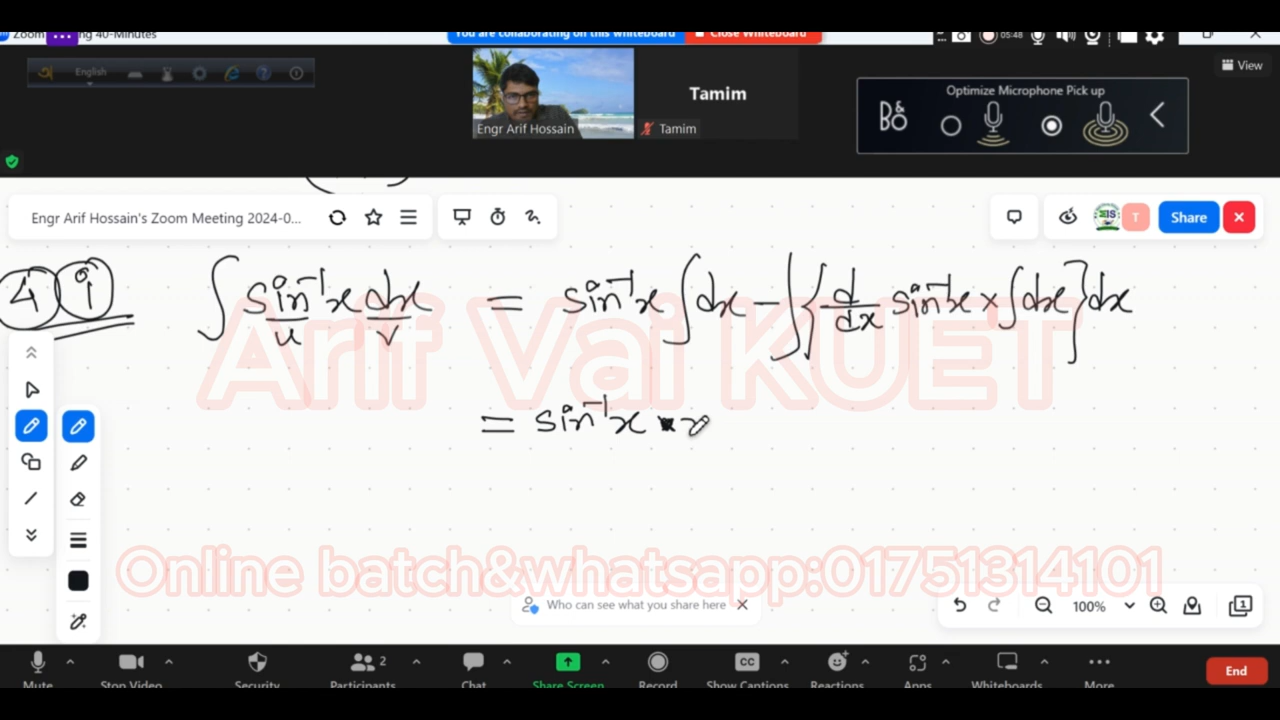 Zoom ng 40-Minutes
You are collaborating on this whiteboard
Close Whiteboard
05:48
English
View
Tamim
Engr Arif Hossain
Tamim
Optimize Microphone Pick up
B&O
Engr Arif Hossain's Zoom Meeting 2024-0...
T
Share
4 i ∫ sin⁻¹x dx = sin⁻¹x ∫dx − ∫{d/dx sin⁻¹x × ∫dx}dx
u v
Arif Vai KUET
= sin⁻¹x · x
Online batch&whatsapp:01751314101
Who can see what you share here
100%
1
Mute
Stop Video
Security
Participants
2
Chat
Share Screen
Record
CC
Show Captions
Reactions
Apps
Whiteboards
More
End